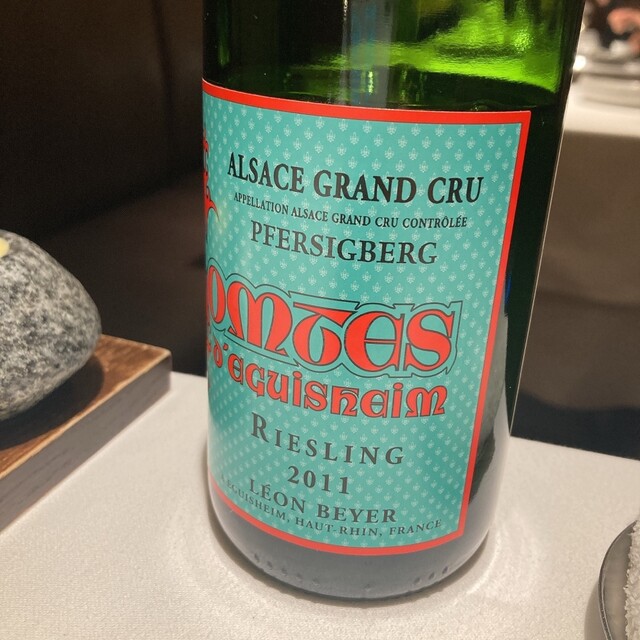 ALSACE GRAND CRU
APPELLATION ALSACE GRAND CRU CONTRÔLÉE
PFERSIGBERG
OMTES
D'EGUISHEIM
RIESLING
2011
LÉON BEYER
EGUISHEIM, HAUT-RHIN, FRANCE